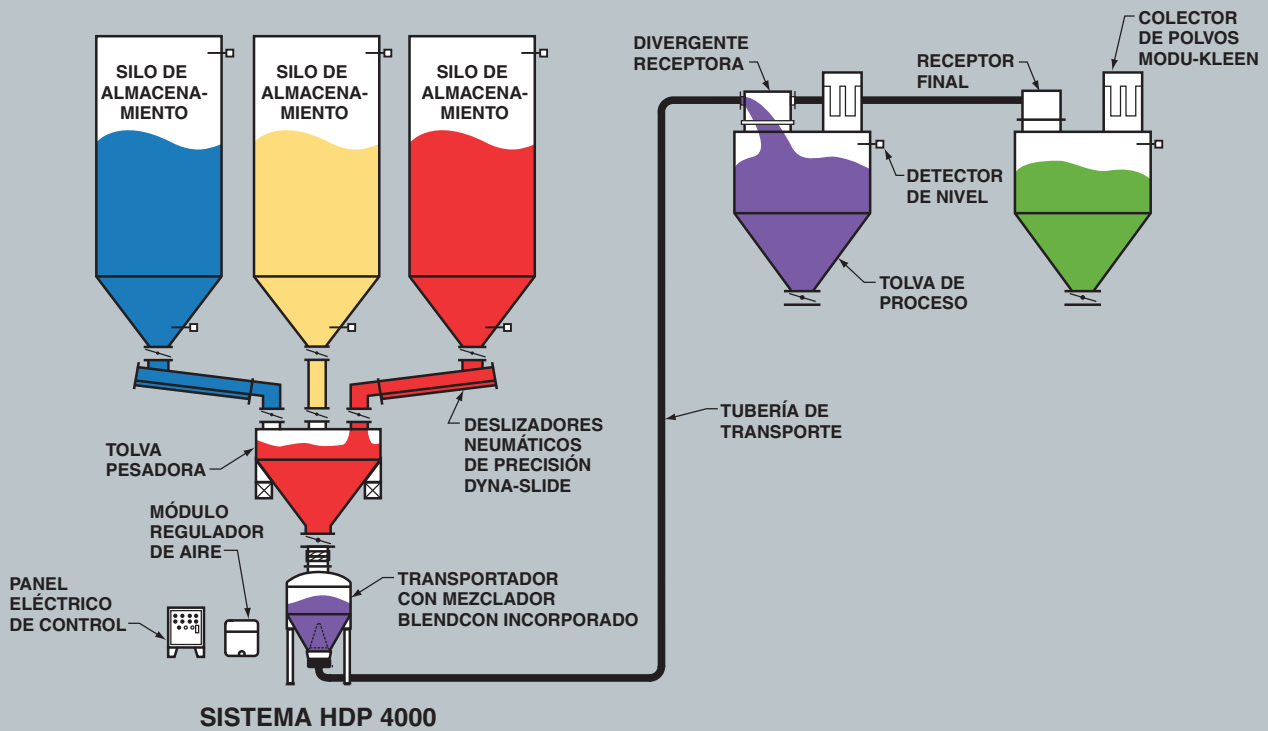 SILO DE
ALMACENA-
MIENTO
SILO DE
ALMACENA-
MIENTO
SILO DE
ALMACENA-
MIENTO
DIVERGENTE
RECEPTORA
RECEPTOR
FINAL
COLECTOR
DE POLVOS
MODU-KLEEN
DETECTOR
DE NIVEL
TOLVA DE
PROCESO
TUBERÍA DE
TRANSPORTE
DESLIZADORES
NEUMÁTICOS
DE PRECISIÓN
DYNA-SLIDE
TOLVA
PESADORA
MÓDULO
REGULADOR
DE AIRE
PANEL
ELÉCTRICO
DE CONTROL
TRANSPORTADOR
CON MEZCLADOR
BLENDCON INCORPORADO
SISTEMA HDP 4000